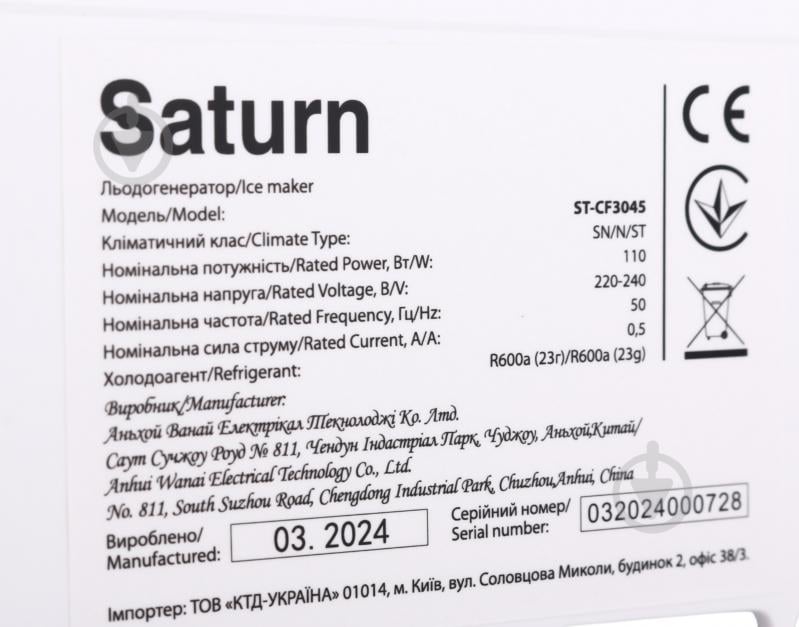 Saturn
Льодогенератор/Ice maker
Модель/Model: ST-CF3045
Кліматичний клас/Climate Type: SN/N/ST
Номінальна потужність/Rated Power, Вт/W: 110
Номінальна напруга/Rated Voltage, В/V: 220-240
Номінальна частота/Rated Frequency, Гц/Hz: 50
Номінальна сила струму/Rated Current, А/A: 0,5
Холодоагент/Refrigerant: R600a (23г)/R600a (23g)
Виробник/Manufacturer:
Аньхой Ванай Електрікал Текнолоджі Ко. Лтд.
Саут Сучжоу Роуд № 811, Чендун Індастріал Парк, Чуджоу, Аньхой,Китай/
Anhui Wanai Electrical Technology Co., Ltd.
No. 811, South Suzhou Road, Chengdong Industrial Park, Chuzhou,Anhui, China
Вироблено/
Manufactured: 03. 2024
Серійний номер/
Serial number: 032024000728
Імпортер: ТОВ «КТД-УКРАЇНА» 01014, м. Київ, вул. Соловцова Миколи, будинок 2, офіс 38/3.
CE